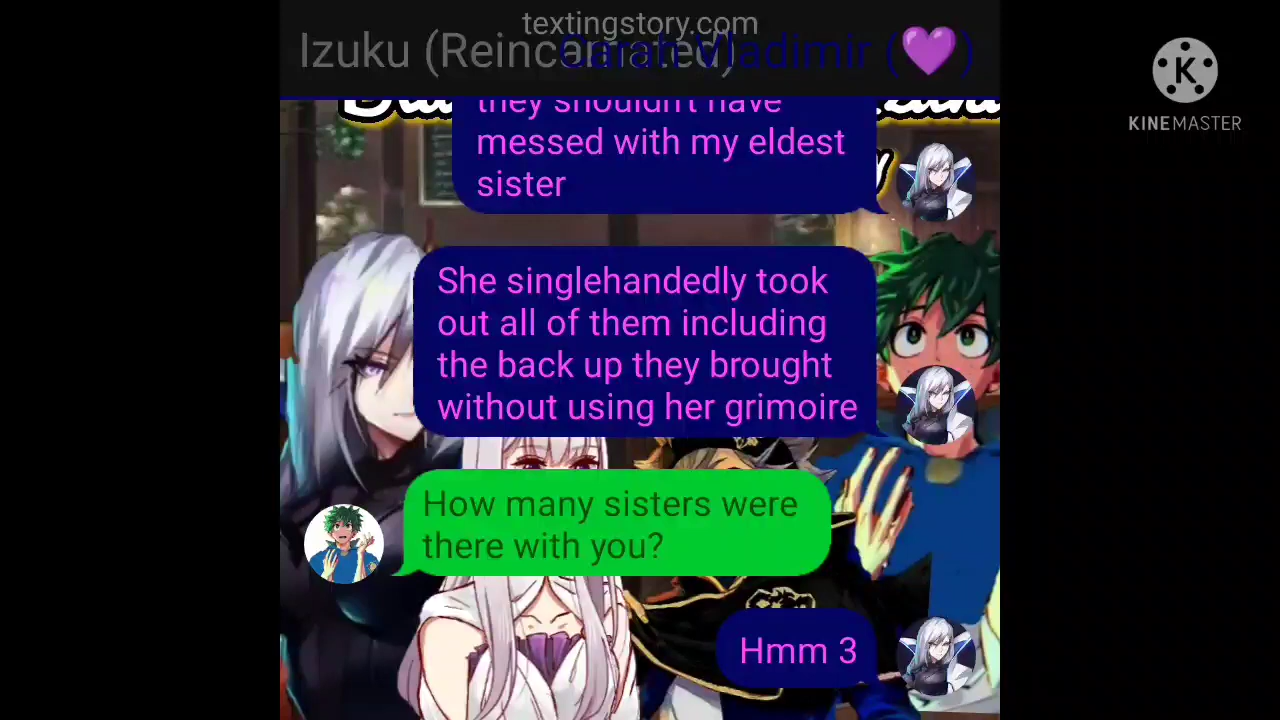 textingstory.com
Izuku (Reincarnated) Carah Vladimir (💜)
KINEMASTER
they shouldn't have
messed with my eldest
sister
She singlehandedly took
out all of them including
the back up they brought
without using her grimoire
How many sisters were
there with you?
Hmm 3